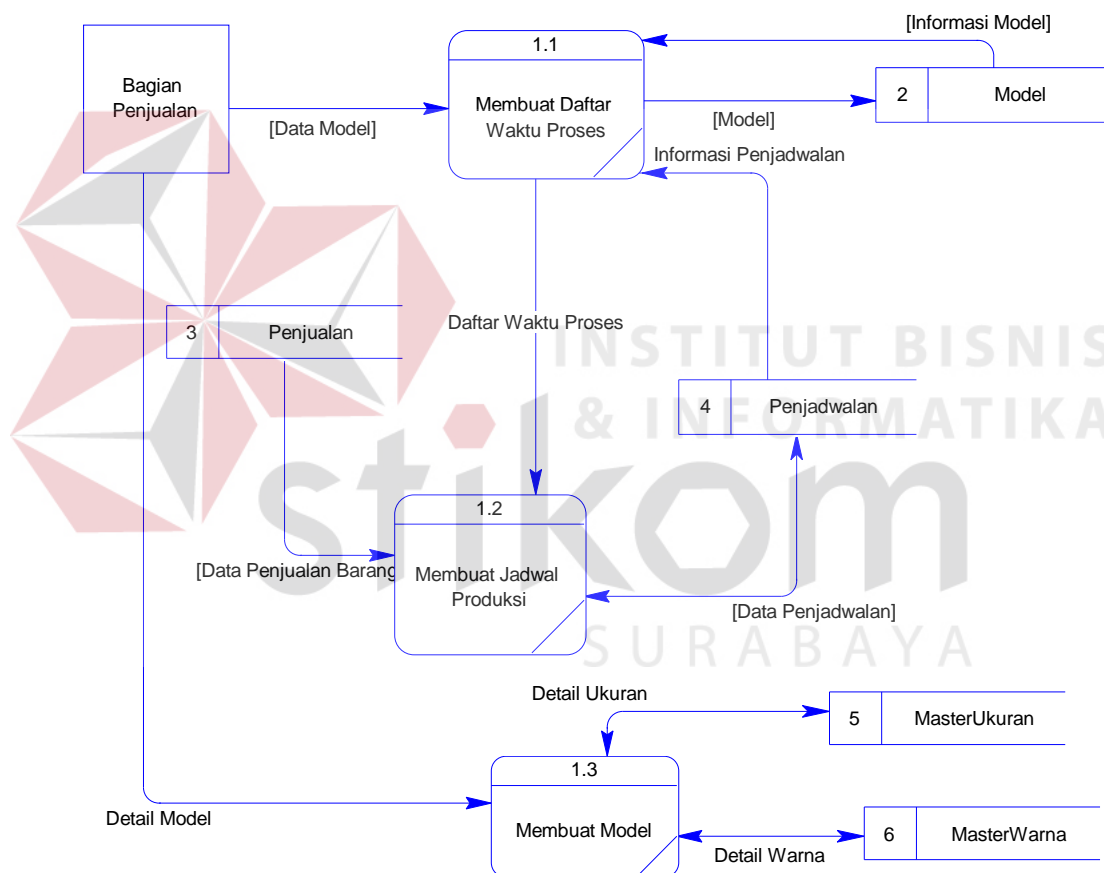 [Informasi Model]
1.1
Bagian
Penjualan
Membuat Daftar
Waktu Proses
2
Model
[Data Model]
[Model]
Informasi Penjadwalan
3
Penjualan
Daftar Waktu Proses
INSTITUT BISNIS
4
Penjadwalan
& INFORMATIKA
stikom
1.2
[Data Penjualan Barang
Membuat Jadwal
Produksi
[Data Penjadwalan]
SURABAYA
Detail Ukuran
5
MasterUkuran
1.3
Detail Model
Membuat Model
6
MasterWarna
Detail Warna